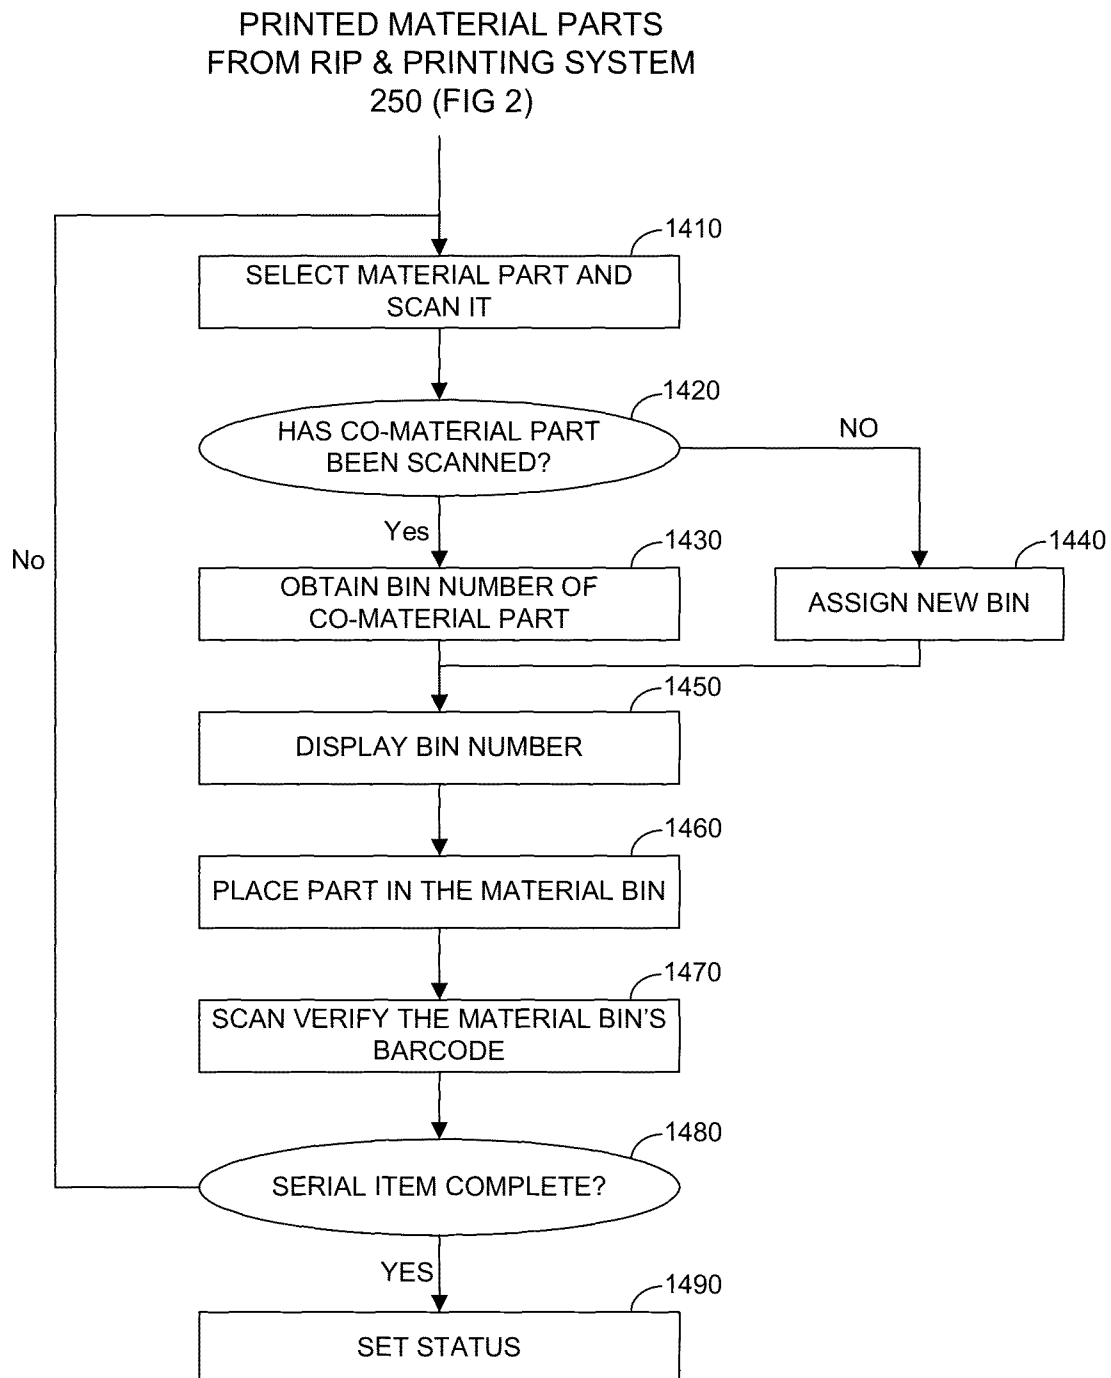 PRINTED MATERIAL PARTS
FROM RIP & PRINTING SYSTEM
250 (FIG 2)
1410
SELECT MATERIAL PART AND
SCAN IT
1420
HAS CO-MATERIAL PART
BEEN SCANNED?
NO
Yes
No
1430
OBTAIN BIN NUMBER OF
CO-MATERIAL PART
1440
ASSIGN NEW BIN
1450
DISPLAY BIN NUMBER
1460
PLACE PART IN THE MATERIAL BIN
1470
SCAN VERIFY THE MATERIAL BIN'S
BARCODE
1480
SERIAL ITEM COMPLETE?
YES
1490
SET STATUS